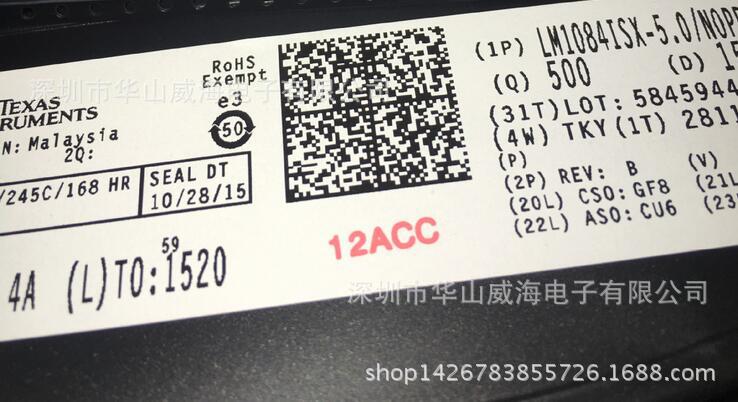 TEXAS
RUMENTS
N: Malaysia
2Q:
/245C/168 HR
SEAL DT
10/28/15
4A (L)TO:1520
59
RoHS
Exempt
e3
50
12ACC
(1P) LM1084ISX-5.0/NOP
(Q) 500 (D) 15
(31T)LOT: 5845944
(4W) TKY(1T) 2811
(P)
(2P) REV: B (V)
(20L) CSO:GF8 (21L
(22L) ASO:CU6 (23
深圳市华山威海电子有限公司
深圳市华山威海电子有限公司
shop1426783855726.1688.com